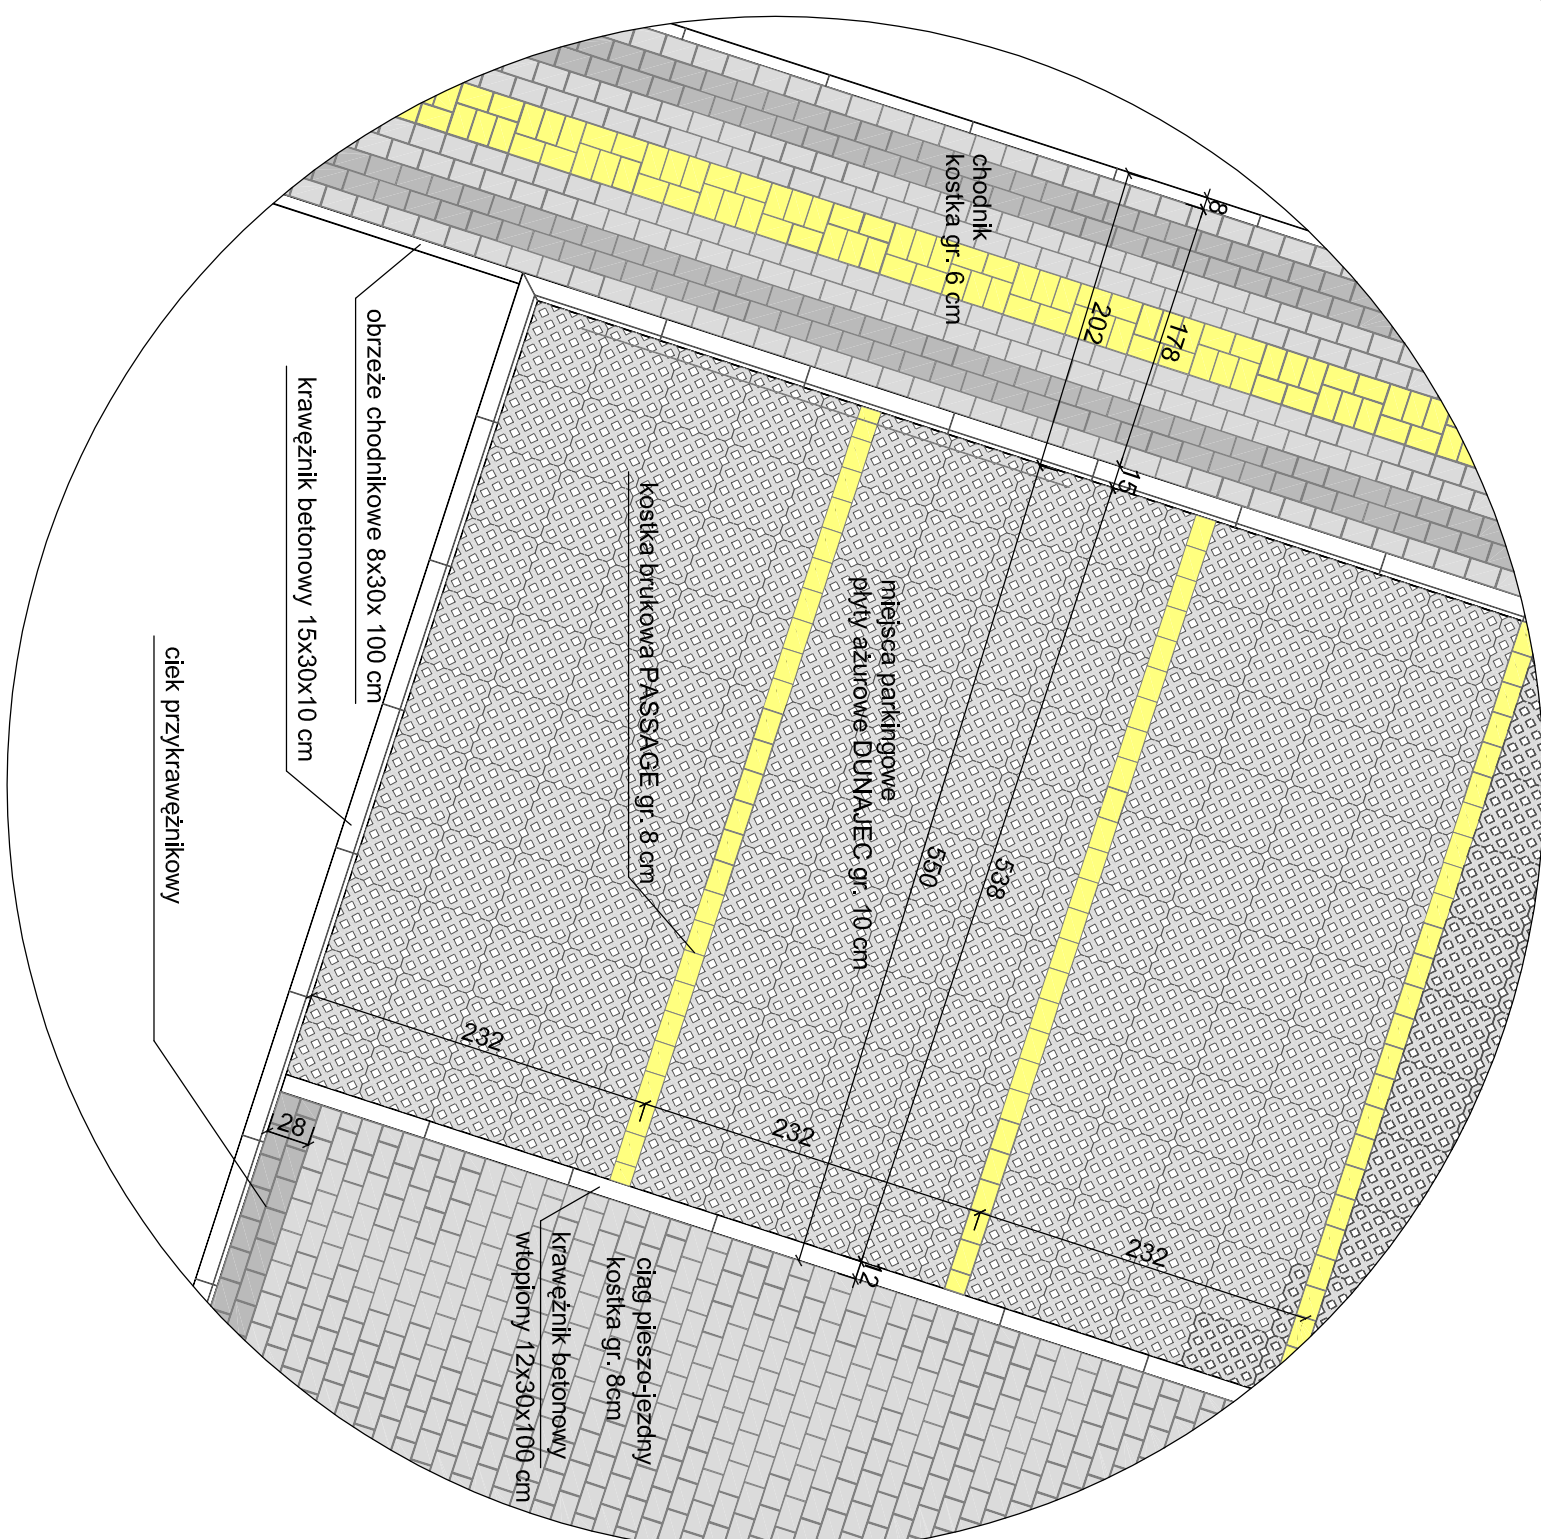 chodnik
kostka gr. 6 cm
8
202
178
15
obrzeże chodnikowe 8x30x 100 cm
krawężnik betonowy 15x30x10 cm
ciek przykrawężnikowy
kostka brukowa PASSAGE gr. 8 cm
miejsca parkingowe
płyty ażurowe DUNAJEC gr. 10 cm
550
538
232
232
232
28
12
ciąg pieszo-jezdny
kostka gr. 8cm
krawężnik betonowy
wtopiony 12x30x100 cm